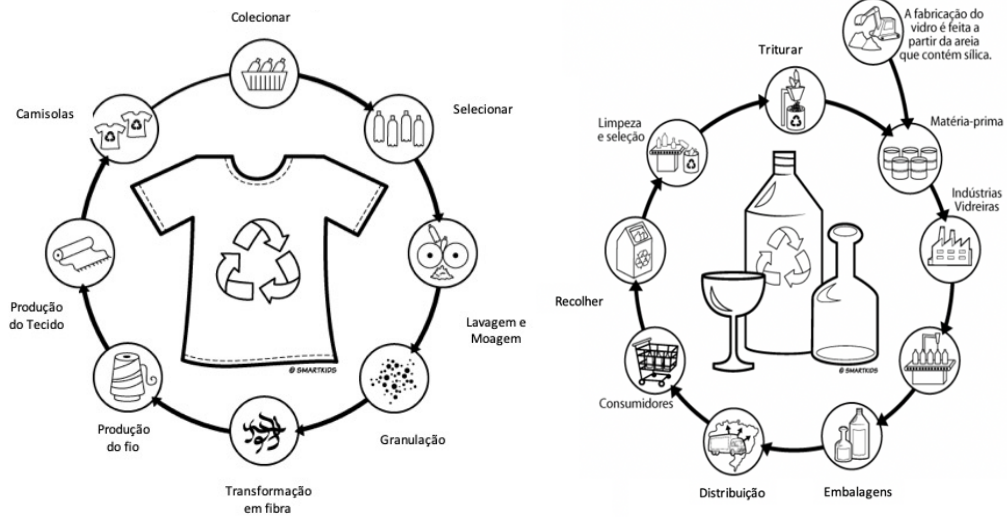 Colecionar
Selecionar
Lavagem e
Moagem
Granulação
Transformação
em fibra
Produção
do fio
Produção
do Tecido
Camisolas
@ SMARTKIDS
A fabricação do
vidro é feita a
partir da areia
que contém sílica.
Triturar
Matéria-prima
Indústrias
Vidreiras
Embalagens
Distribuição
Consumidores
Recolher
Limpeza
e seleção
@ SMARTKIDS